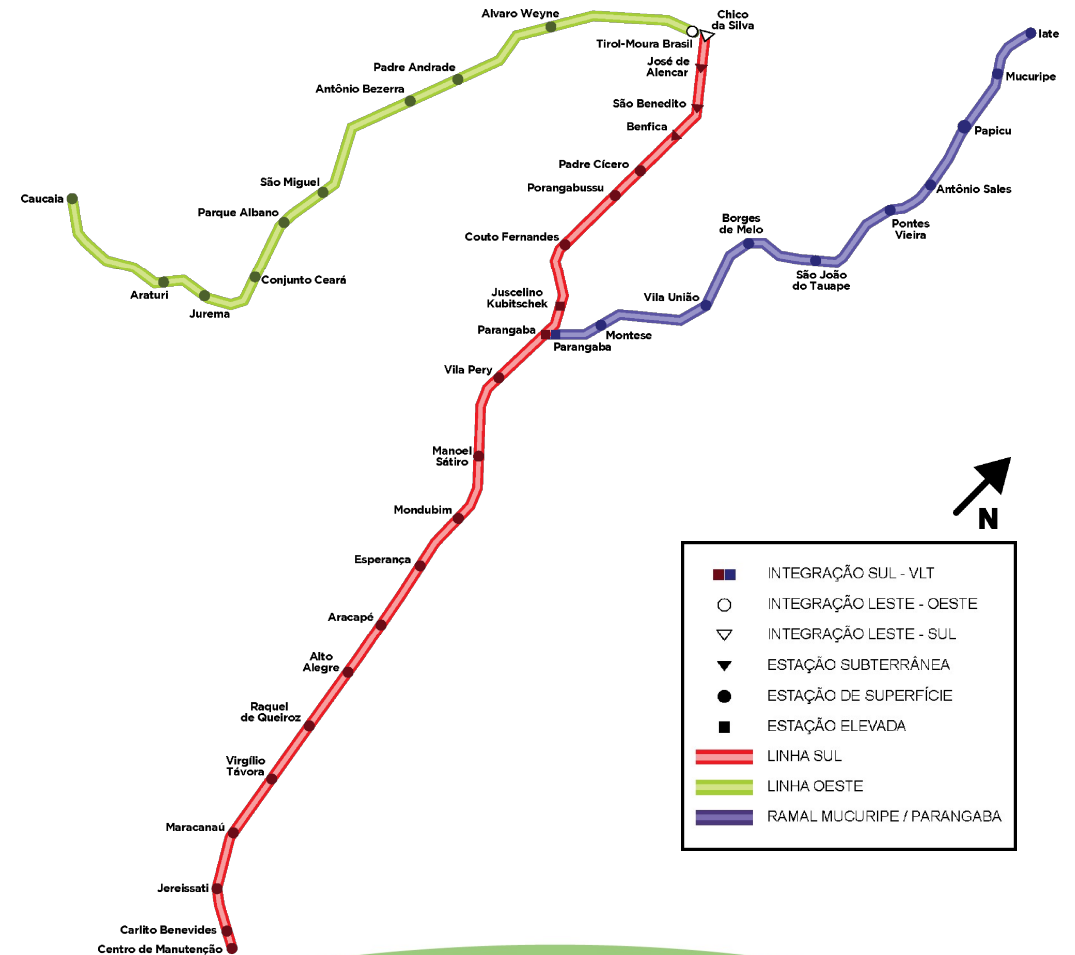 Alvaro Weyne
Chico
da Silva
Tirol-Moura Brasil
Iate
Padre Andrade
José de
Alencar
Mucuripe
Antônio Bezerra
São Benedito
Benfica
Papicu
Padre Cícero
São Miguel
Porangabussu
Antônio Sales
Caucaia
Parque Albano
Borges
de Melo
Pontes
Vieira
Couto Fernandes
Conjunto Ceará
São João
do Tauape
Araturi
Jurema
Juscelino
Kubitschek
Vila União
Parangaba
Montese
Parangaba
Vila Pery
Manoel
Sátiro
Mondubim
N
Esperança
Aracapé
Alto
Alegre
Raquel
de Queiroz
Virgílio
Távora
Maracanaú
Jereissati
Carlito Benevides
Centro de Manutenção
INTEGRAÇÃO SUL - VLT
INTEGRAÇÃO LESTE - OESTE
INTEGRAÇÃO LESTE - SUL
ESTAÇÃO SUBTERRÂNEA
ESTAÇÃO DE SUPERFÍCIE
ESTAÇÃO ELEVADA
LINHA SUL
LINHA OESTE
RAMAL MUCURIPE / PARANGABA